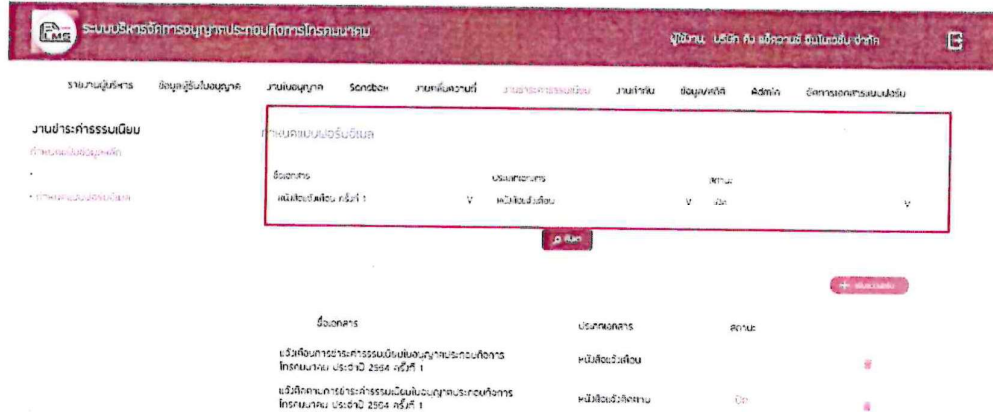 LMS
ระบบบริหารจัดการอนุญาตประกอบกิจการโทรคมนาคม
ผู้ใช้งาน: บริษัท คิง แอ็ดวานซ์ อินโนเวชั่น จำกัด
รายงานผู้บริหาร ข้อมูลผู้รับใบอนุญาต งานใบอนุญาต Sandbox งานคลื่นความถี่ งานชำระค่าธรรมเนียม งานกำกับ ข้อมูล/สถิติ Admin จัดการเอกสารแบบฟอร์ม
งานชำระค่าธรรมเนียม
กำหนดแบบฟอร์มอีเมล
กำหนดแบบฟอร์มอีเมล
ชื่อเอกสาร ประเภทเอกสาร สถานะ
หนังสือแจ้งเตือน ครั้งที่ 1 หนังสือแจ้งเตือน เปิด
ค้นหา
ชื่อเอกสาร ประเภทเอกสาร สถานะ
แจ้งเตือนการชำระค่าธรรมเนียมใบอนุญาตประกอบกิจการ หนังสือแจ้งเตือน
โทรคมนาคม ประจำปี 2564 ครั้งที่ 1
แจ้งติดตามการชำระค่าธรรมเนียมใบอนุญาตประกอบกิจการ หนังสือแจ้งติดตาม ปิด
โทรคมนาคม ประจำปี 2564 ครั้งที่ 1